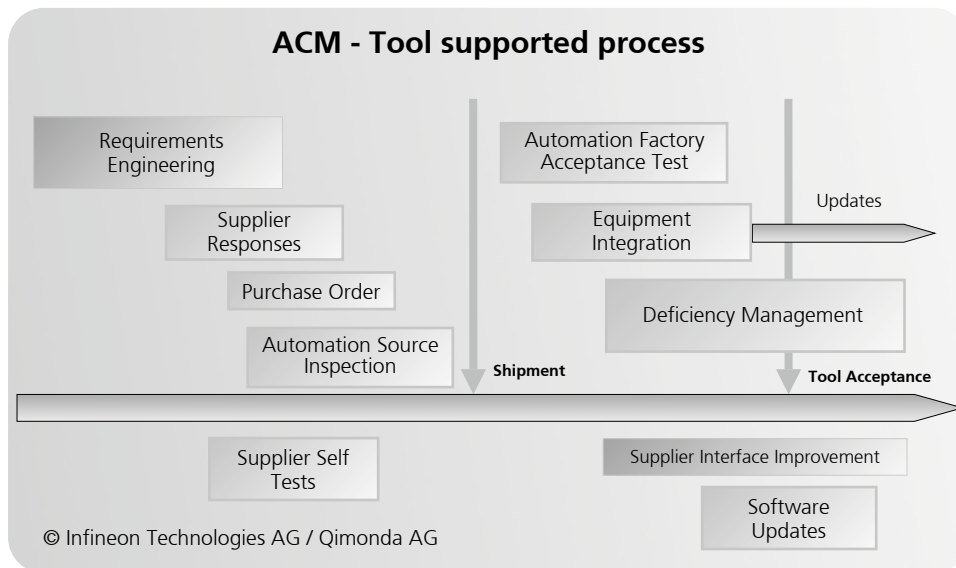 ACM - Tool supported process
Requirements
Engineering
Supplier
Responses
Purchase Order
Automation Source
Inspection
Shipment
Automation Factory
Acceptance Test
Equipment
Integration
Updates
Deficiency Management
Tool Acceptance
Supplier Self
Tests
Supplier Interface Improvement
Software
Updates
© Infineon Technologies AG / Qimonda AG